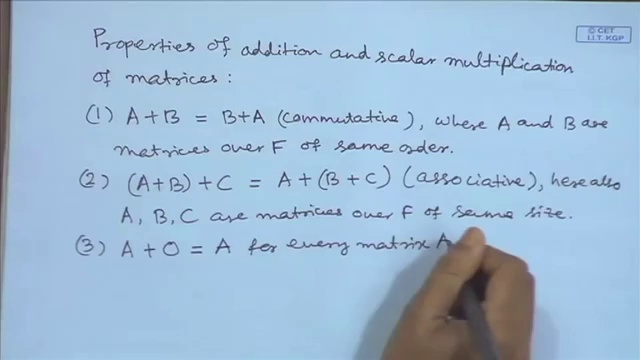 © CET
I.I.T. KGP
Properties of addition and scalar multiplication
of matrices:
(1) A+B = B+A (commutative), where A and B are
matrices over F of same order.
(2) (A+B)+C = A+(B+C) (associative), here also
A, B, C are matrices over F of same size.
(3) A+O = A for every matrix A